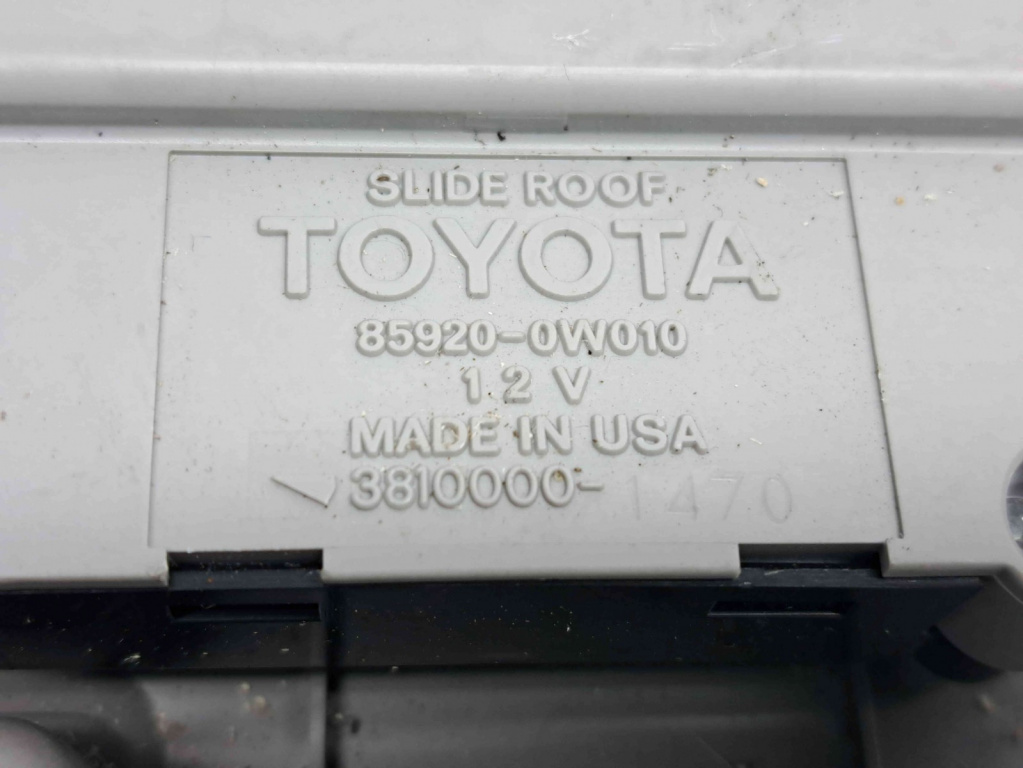 SLIDE ROOF
TOYOTA
85920-0W010
12V
MADE IN USA
3810000-1470